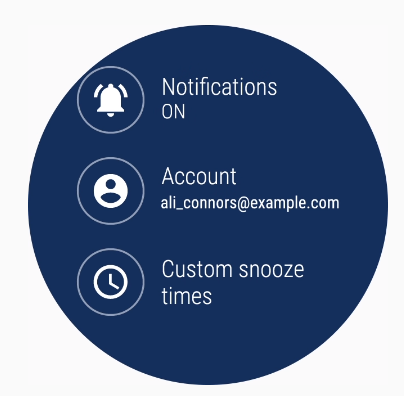 Notifications
ON
Account
ali_connors@example.com
Custom snooze
times